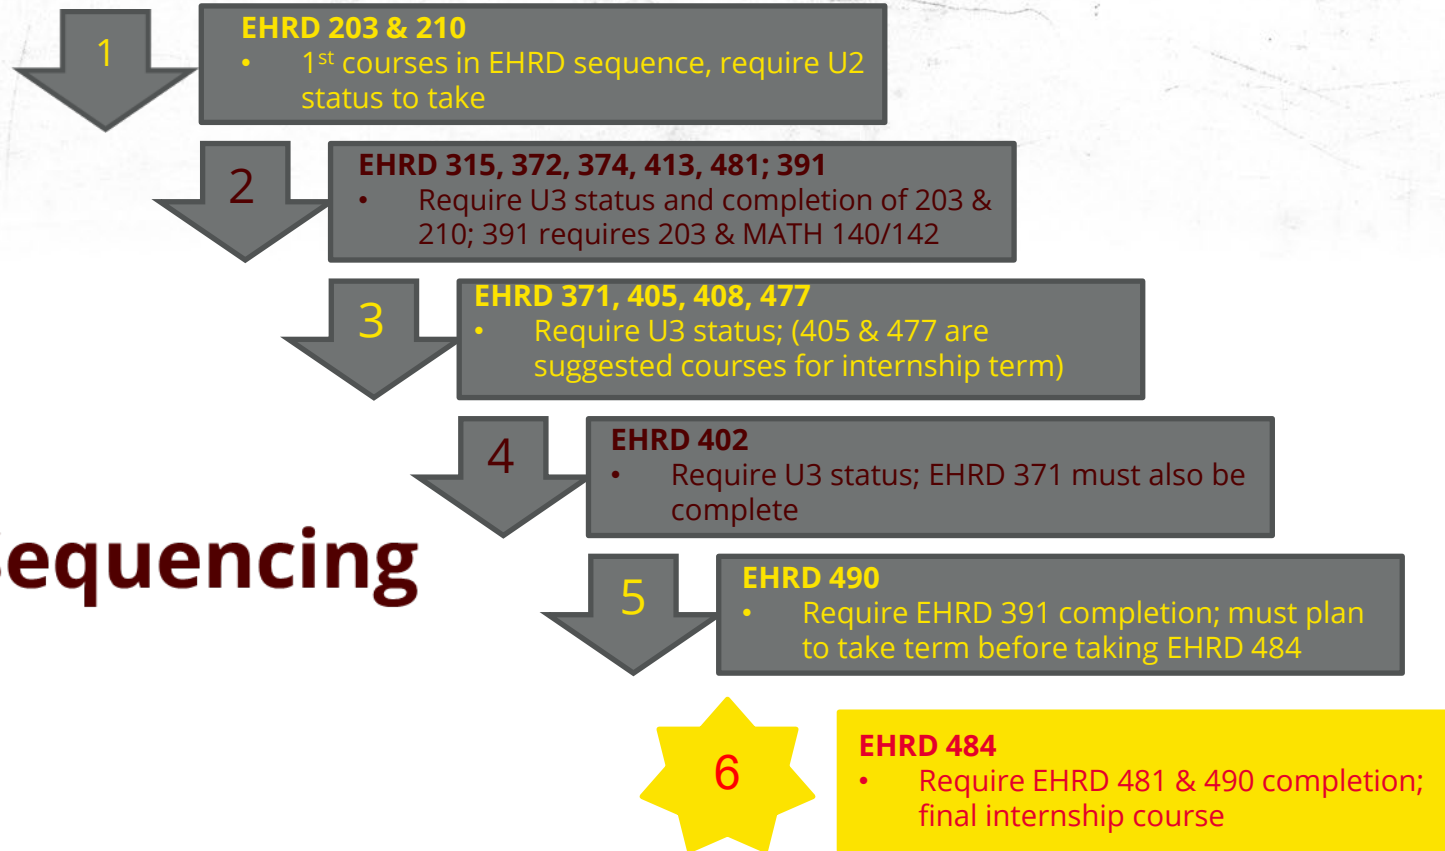 1
EHRD 203 & 210
• 1st courses in EHRD sequence, require U2
status to take
2
EHRD 315, 372, 374, 413, 481; 391
• Require U3 status and completion of 203 &
210; 391 requires 203 & MATH 140/142
3
EHRD 371, 405, 408, 477
• Require U3 status; (405 & 477 are
suggested courses for internship term)
4
EHRD 402
• Require U3 status; EHRD 371 must also be
complete
equencing
5
EHRD 490
• Require EHRD 391 completion; must plan
to take term before taking EHRD 484
6
EHRD 484
• Require EHRD 481 & 490 completion;
final internship course